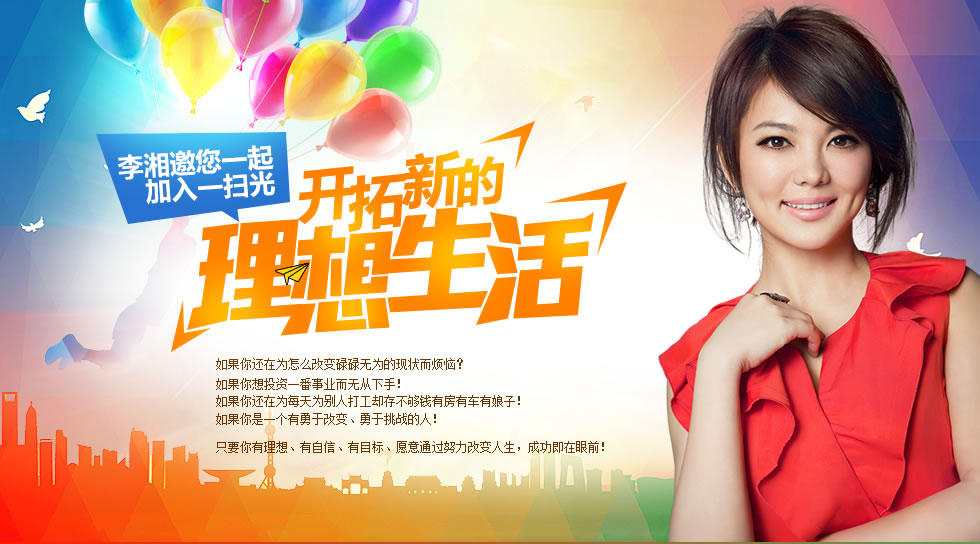 李湘邀您一起
加入一扫光
开拓新的
理想生活
如果你还在为怎么改变碌碌无为的现状而烦恼？
如果你想投资一番事业而无从下手！
如果你还在为每天为别人打工却存不够钱有房有车有娘子！
如果你是一个有勇于改变、勇于挑战的人！
只要你有理想、有自信、有目标、愿意通过努力改变人生，成功即在眼前！